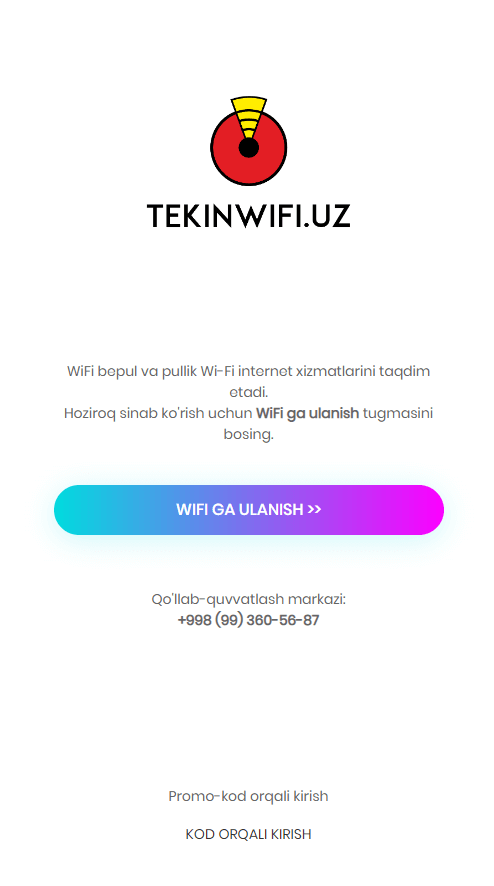 TEKINWIFI.UZ
WiFi bepul va pullik Wi-Fi internet xizmatlarini taqdim
etadi.
Hoziroq sinab ko'rish uchun WiFi ga ulanish tugmasini
bosing.
WIFI GA ULANISH >>
Qo'llab-quvvatlash markazi:
+998 (99) 360-56-87
Promo-kod orqali kirish
KOD ORQALI KIRISH